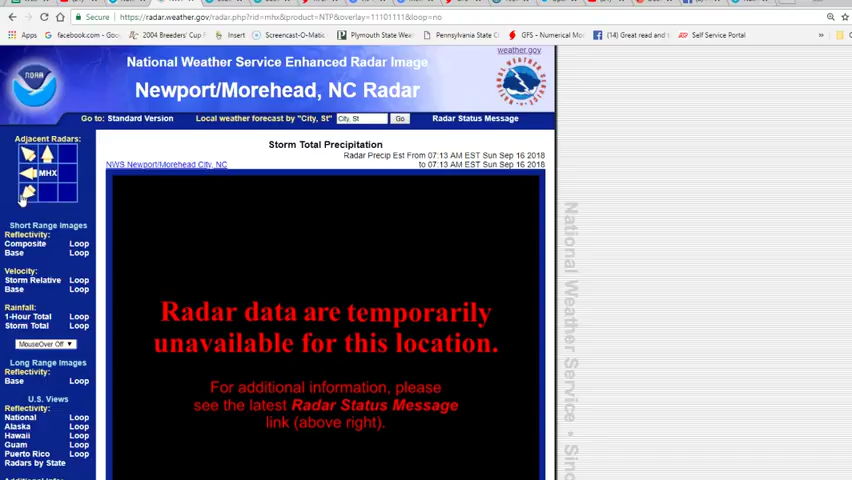 Secure
https://radar.weather.gov/radar.php?rid=mhx&product=NTP&overlay=11101111&loop=no
Apps
facebook.com - Goo
2004 Breeders' Cup F
Insert
Screencast-O-Matic
Plymouth State Weat
Pennsylvania State C
GFS - Numerical Mo
(14) Great read and t
Self Service Portal
»
Other
weather.gov
National Weather Service Enhanced Radar Image
Newport/Morehead, NC Radar
NOAA
Go to: Standard Version
Local weather forecast by "City, St"
City, St
Go
Radar Status Message
Adjacent Radars:
MHX
Storm Total Precipitation
Radar Precip Est From 07:13 AM EST Sun Sep 16 2018
NWS Newport/Morehead City, NC
to 07:13 AM EST Sun Sep 16 2018
Short Range Images
Reflectivity:
Composite Loop
Base Loop
Velocity:
Storm Relative Loop
Base Loop
Rainfall:
1-Hour Total Loop
Storm Total Loop
MouseOver Off
Long Range Images
Reflectivity:
Base Loop
U.S. Views
Reflectivity:
National Loop
Alaska Loop
Hawaii Loop
Guam Loop
Puerto Rico Loop
Radars by State
Additional Info:
Radar data are temporarily
unavailable for this location.
For additional information, please
see the latest Radar Status Message
link (above right).
National Weather Service • Sinc